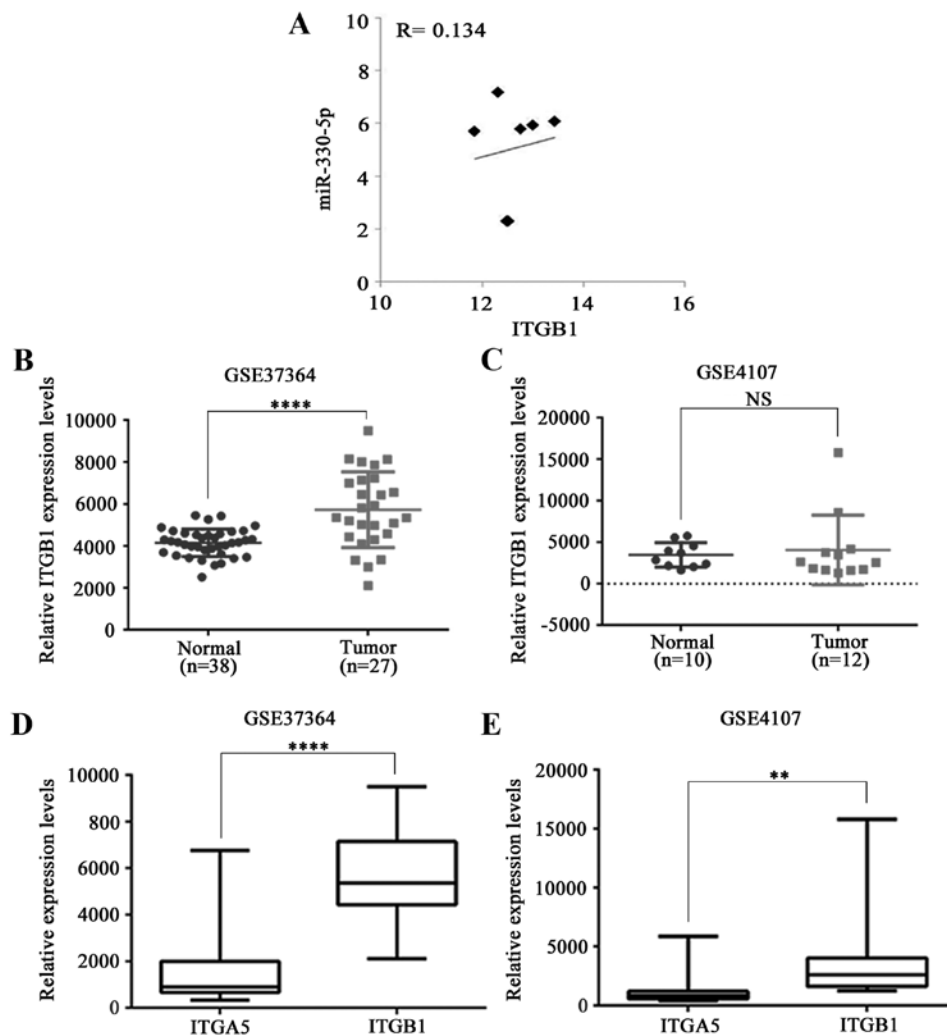 A
R= 0.134
10
8
6
4
2
0
miR-330-5p
10
12
14
16
ITGB1
B
GSE37364
****
10000
8000
6000
4000
2000
0
Relative ITGB1 expression levels
Normal
(n=38)
Tumor
(n=27)
C
GSE4107
NS
20000
15000
10000
5000
0
-5000
Relative ITGB1 expression levels
Normal
(n=10)
Tumor
(n=12)
D
GSE37364
****
10000
800
6000
4000
2000
0
Relative expression levels
ITGA5
ITGB1
E
GSE4107
**
20000
15000
10000
5000
0
Relative expression levels
ITGA5
ITGB1